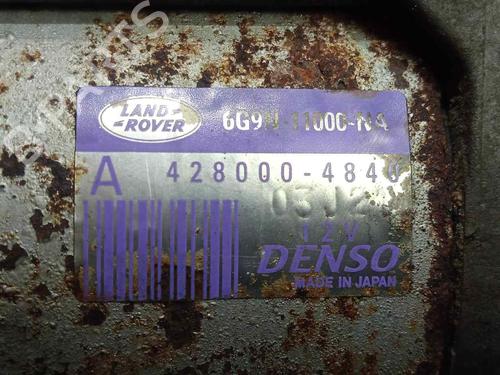 LAND-
-ROVER
6G9N-11000-NA
A
428000-4840
03J2
12V
DENSO
MADE IN JAPAN